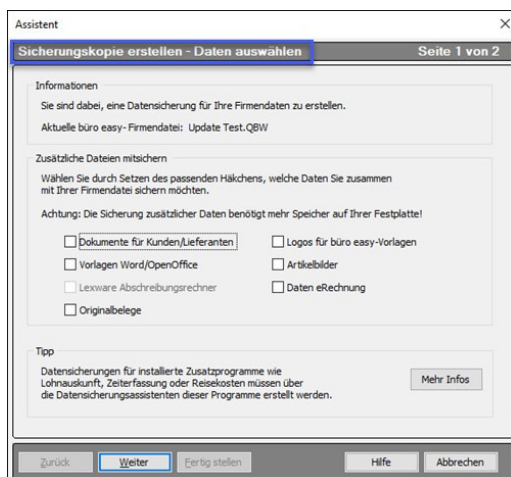 Assistent
Sicherungskopie erstellen - Daten auswählen
Seite 1 von 2
Informationen
Sie sind dabei, eine Datensicherung für Ihre Firmendaten zu erstellen.
Aktuelle büro easy- Firmendatei: Update Test.QBW
Zusätzliche Dateien mitsichern
Wählen Sie durch Setzen des passenden Häkchens, welche Daten Sie zusammen
mit Ihrer Firmendatei sichern möchten.
Achtung: Die Sicherung zusätzlicher Daten benötigt mehr Speicher auf Ihrer Festplatte!
Dokumente für Kunden/Lieferanten
Logos für büro easy-Vorlagen
Vorlagen Word/OpenOffice
Artikelbilder
Lexware Abschreibungsrechner
Daten eRechnung
Originalbelege
Tipp
Datensicherungen für installierte Zusatzprogramme wie
Lohnauskunft, Zeiterfassung oder Reisekosten müssen über
die Datensicherungsassistenten dieser Programme erstellt werden.
Mehr Infos
Zurück
Weiter
Fertig stellen
Hilfe
Abbrechen